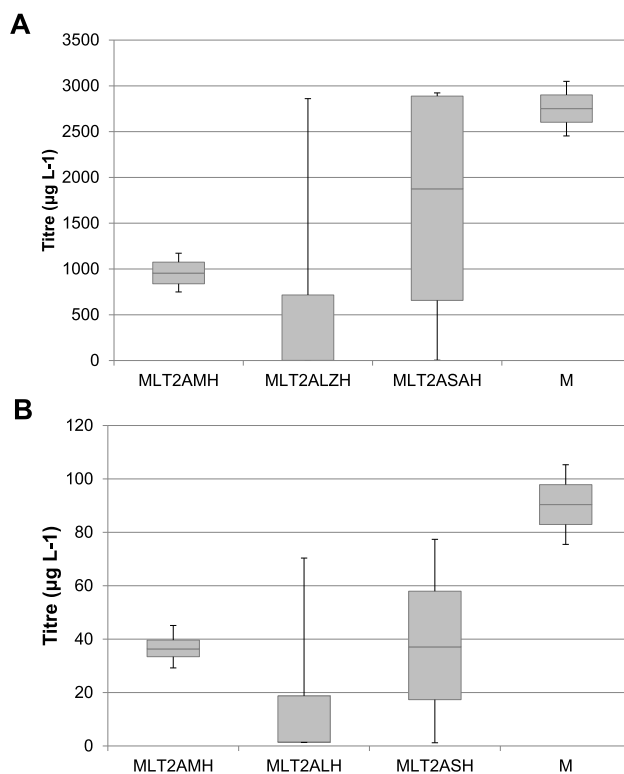 A
3500
3000
2500
2000
1500
1000
500
0
Titre (µg L-1)
MLT2AMH MLT2ALZH MLT2ASAH M
B
120
100
80
60
40
20
0
Titre (µg L-1)
MLT2AMH MLT2ALH MLT2ASH M